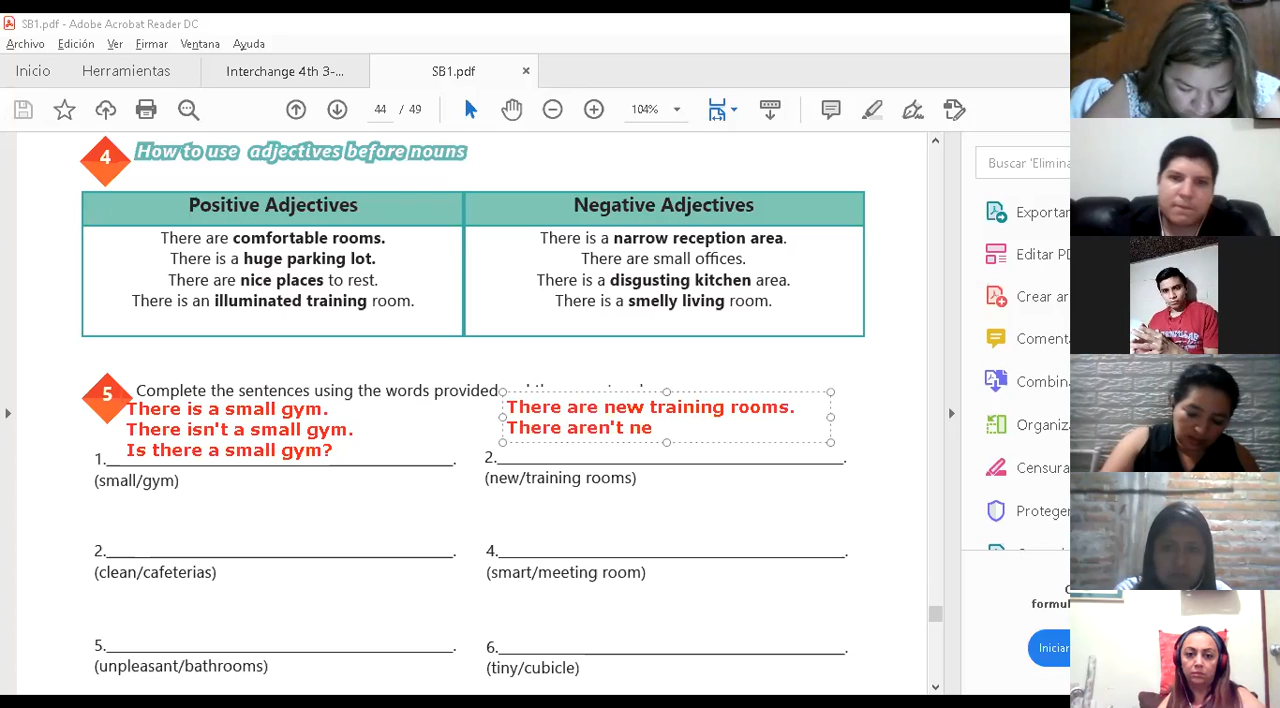 SB1.pdf - Adobe Acrobat Reader DC
Archivo Edición Ver Firmar Ventana Ayuda
Inicio Herramientas Interchange 4th 3-... SB1.pdf ×
44 / 49 104%
4 How to use adjectives before nouns
Positive Adjectives
There are comfortable rooms.
There is a huge parking lot.
There are nice places to rest.
There is an illuminated training room.
Negative Adjectives
There is a narrow reception area.
There are small offices.
There is a disgusting kitchen area.
There is a smelly living room.
5 Complete the sentences using the words provided
There is a small gym.
There isn't a small gym.
Is there a small gym?
1.
(small/gym)
There are new training rooms.
There aren't ne
2.
(new/training rooms)
2.
(clean/cafeterias)
4.
(smart/meeting room)
5.
(unpleasant/bathrooms)
6.
(tiny/cubicle)
Buscar 'Elimina
Exportar
Editar PD
Crear ar
Comenta
Combin
Organiz
Censura
Proteger
formul
Iniciar